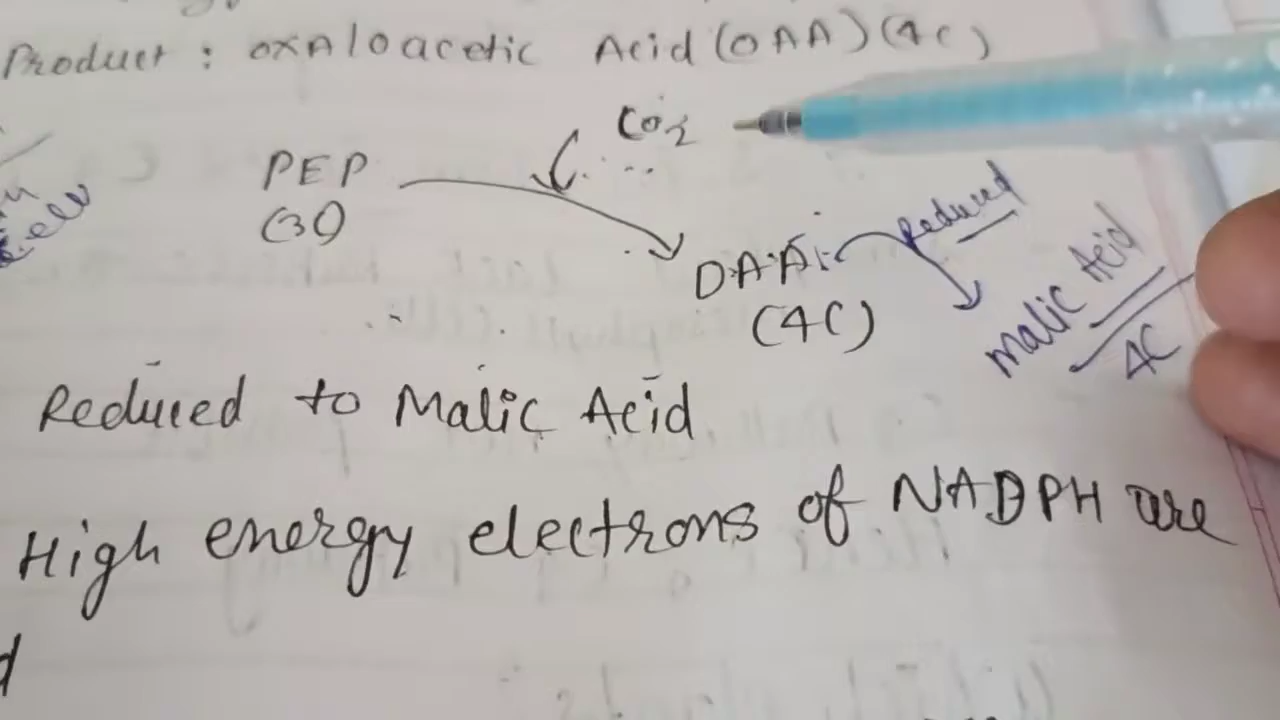 Product : oxaloacetic Acid (OAA) (4C)
CO2
PEP
(3C)
Reduced
OAA
(4C)
Malic Acid
4C
Reduced to Malic Acid
High energy electrons of NADPH are
d